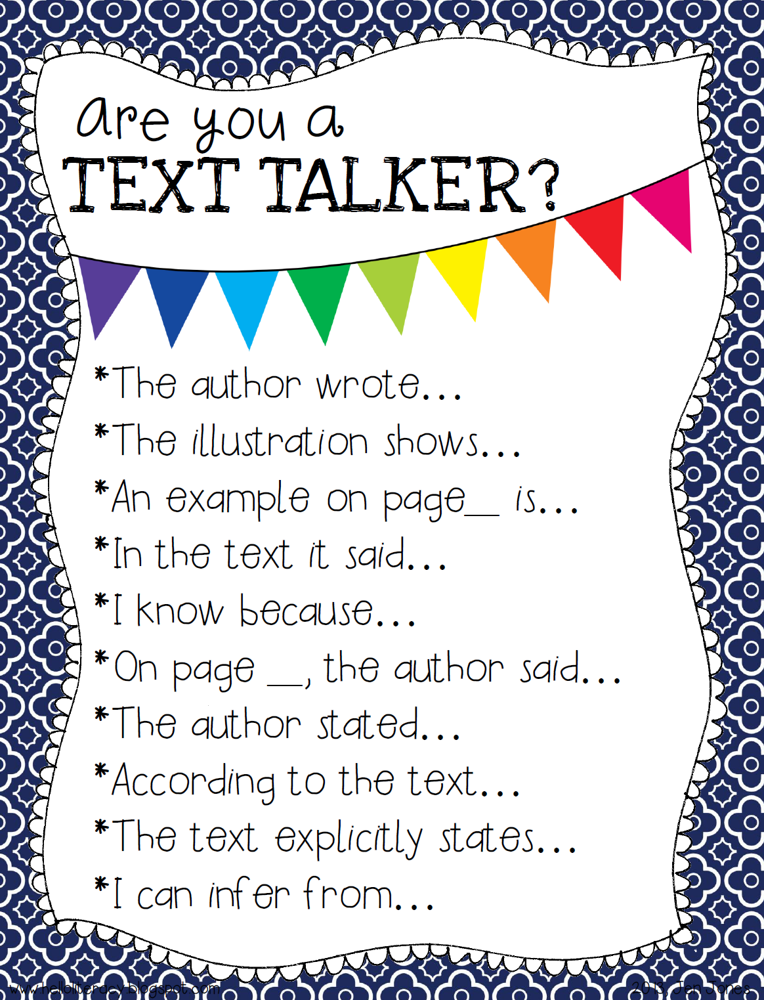 are you a
TEXT TALKER?
*The author wrote...
*The illustration shows...
*An example on page__ is...
*In the text it said...
*I know because...
*On page __, the author said...
*The author stated...
*According to the text...
*The text explicitly states...
*I can infer from...
www.helloliteracy.blogspot.com
2013, Jen Jones